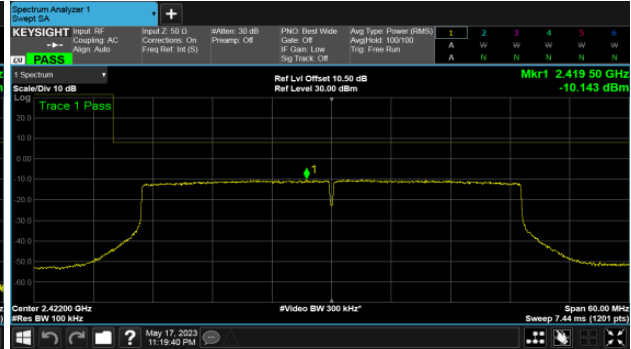 Spectrum Analyzer 1
Swept SA
KEYSIGHT Input: RF
Coupling: AC
Align: Auto
Input Z: 50 Ω
Corrections: On
Freq Ref: Int (S)
#Atten: 30 dB
Preamp: Off
PNO: Best Wide
Gate: Off
IF Gain: Low
Sig Track: Off
Avg Type: Power (RMS)
Avg|Hold: 100/100
Trig: Free Run
1 2 3 4 5 6
A W W W W W
A N N N N N
LXI PASS
1 Spectrum
Scale/Div 10 dB
Ref Lvl Offset 10.50 dB
Ref Level 30.00 dBm
Mkr1 2.419 50 GHz
-10.143 dBm
Log
Trace 1 Pass
20.0
10.0
0.00
-10.0
-20.0
-30.0
-40.0
-50.0
-60.0
1
Center 2.42200 GHz
#Res BW 100 kHz
#Video BW 300 kHz*
Span 60.00 MHz
Sweep 7.44 ms (1201 pts)
May 17, 2023
11:19:40 PM